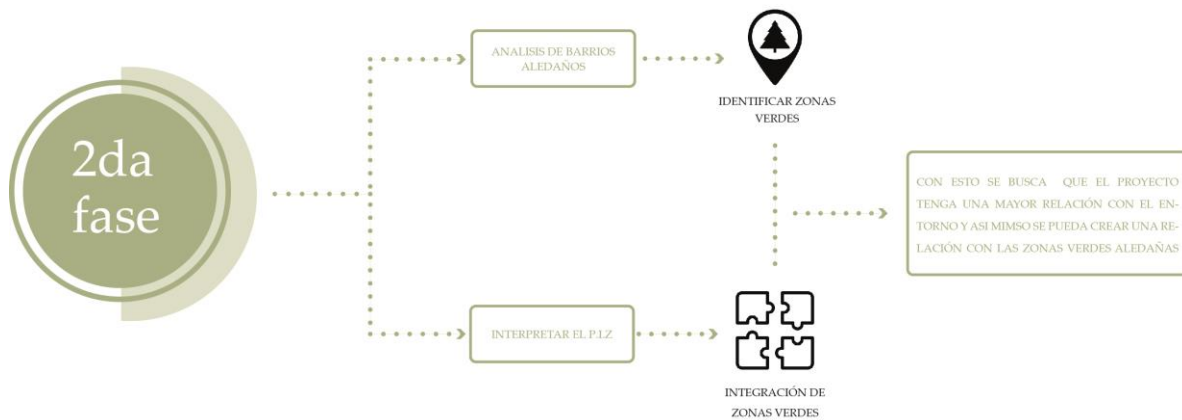 2da
fase
ANALISIS DE BARRIOS
ALEDAÑOS
IDENTIFICAR ZONAS
VERDES
INTERPRETAR EL P.I.Z
INTEGRACIÓN DE
ZONAS VERDES
CON ESTO SE BUSCA QUE EL PROYECTO
TENGA UNA MAYOR RELACIÓN CON EL EN-
TORNO Y ASI MIMSO SE PUEDA CREAR UNA RE-
LACIÓN CON LAS ZONAS VERDES ALEDAÑAS